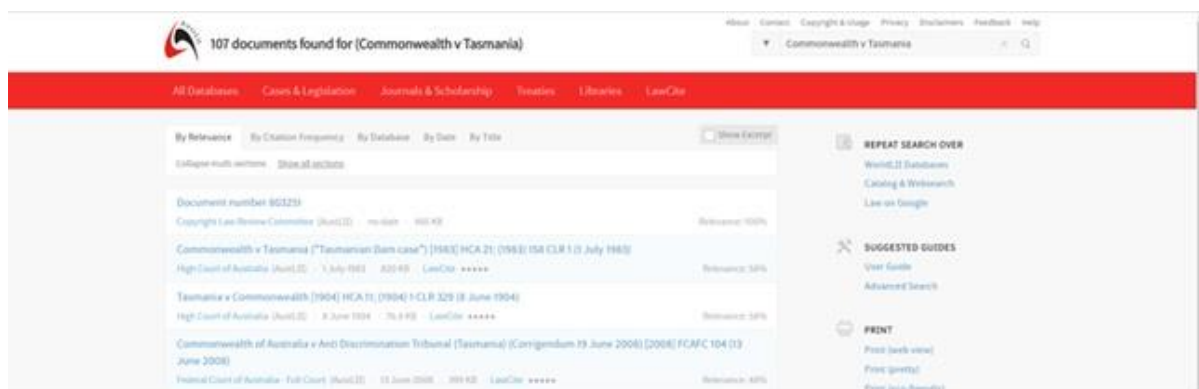 About Contact Copyright & Usage Privacy Disclaimers Feedback Help
AustLII
107 documents found for (Commonwealth v Tasmania)
Commonwealth v Tasmania
All Databases Cases & Legislation Journals & Scholarship Treaties Libraries LawCite
By Relevance By Citation Frequency By Database By Date By Title
Show Excerpt
Collapse multi-sections Show all sections
Document number 803251
Copyright Law Review Committee (AustLII) no date KB
Relevance: 100%
Commonwealth v Tasmania ("Tasmanian Dam case") [1983] HCA 21; (1983) 158 CLR 1 (1 July 1983)
High Court of Australia (AustLII) 1 July 1983 820 KB LawCite
Relevance:
Tasmania v Commonwealth [1904] HCA 11; (1904) 1 CLR 329 (8 June 1904)
High Court of Australia (AustLII) 8 June 1904 KB LawCite
Relevance:
Commonwealth of Australia v Anti Discrimination Tribunal (Tasmania) (Corrigendum 19 June 2008) [2008] FCAFC 104 (13
June 2008)
Federal Court of Australia - Full Court (AustLII) 13 June 2008 KB LawCite
Relevance:
REPEAT SEARCH OVER
WorldLII Databases
Catalog & Websearch
Law on Google
SUGGESTED GUIDES
User Guide
Advanced Search
PRINT
Print (web view)
Print (pretty)